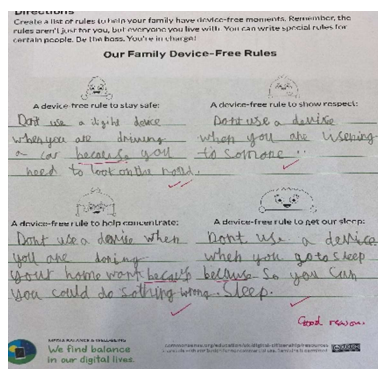 Directions
Create a list of rules to help your family have device-free moments. Remember, the
rules aren't just for you, but everyone you live with. You can write special rules for
certain people. Be the boss. You're in charge!
Our Family Device-Free Rules
A device-free rule to stay safe:
Dont use a digital device
when you are driving
a car because you
need to look on the road.
A device-free rule to show respect:
Dont use a device
when you are lisening
to somone
A device-free rule to help concentrate:
Dont use a device when
you are doning
your home wark because
you could do sothing wrong.
A device-free rule to get our sleep:
Dont use a device
when you go to sleep
because so you can
sleep.
Good reason.
We find balance
in our digital lives.